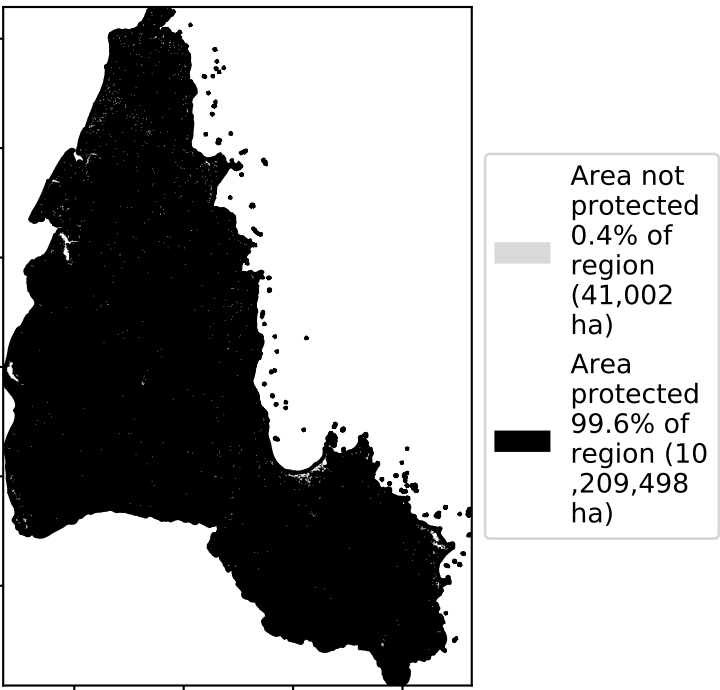 Area not
protected
0.4% of
region
(41,002
ha)
Area
protected
99.6% of
region (10
,209,498
ha)